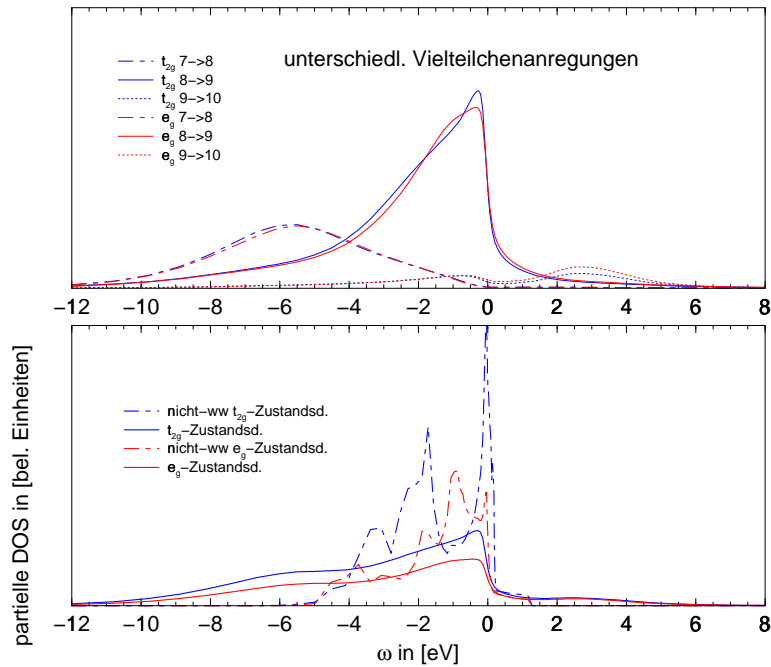 unterschiedl. Vielteilchenanregungen
t2g 7−>8
t2g 8−>9
t2g 9−>10
eg 7−>8
eg 8−>9
eg 9−>10
−12 −10 −8 −6 −4 −2 0 2 4 6 8
nicht−ww t2g−Zustandsd.
t2g−Zustandsd.
nicht−ww eg−Zustandsd.
eg−Zustandsd.
−12 −10 −8 −6 −4 −2 0 2 4 6 8
ω in [eV]
partielle DOS in [bel. Einheiten]